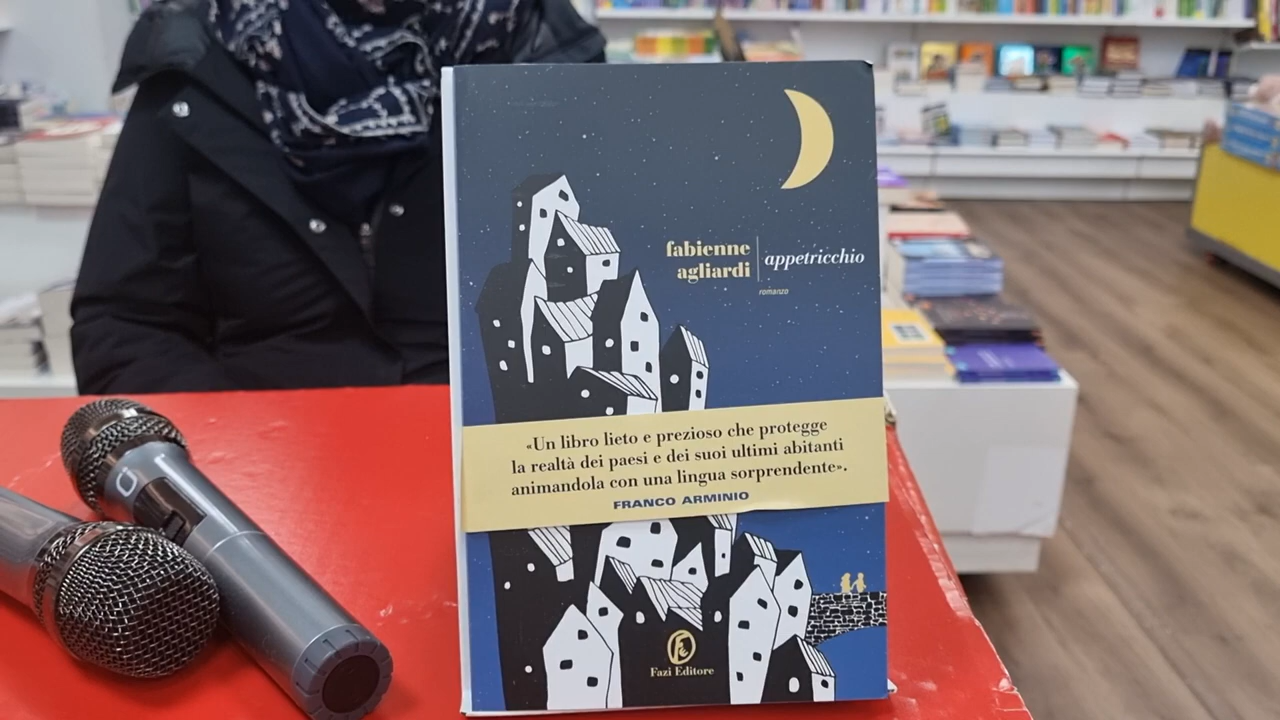 fabienne
agliardi
appetricchio
romanzo
«Un libro lieto e prezioso che protegge
la realtà dei paesi e dei suoi ultimi abitanti
animandola con una lingua sorprendente».
FRANCO ARMINIO
Fazi Editore